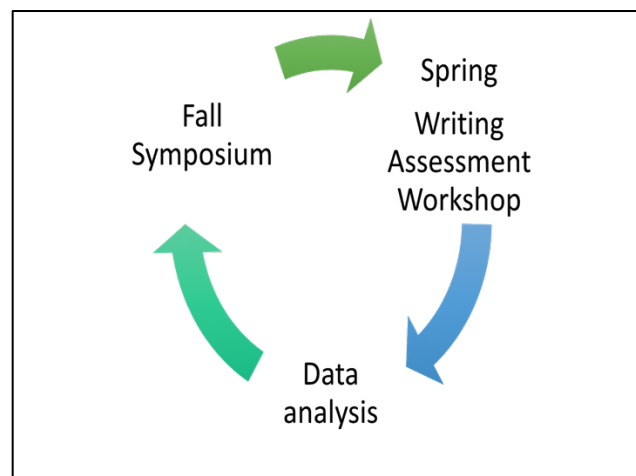 Spring
Writing
Assessment
Workshop
Data
analysis
Fall
Symposium